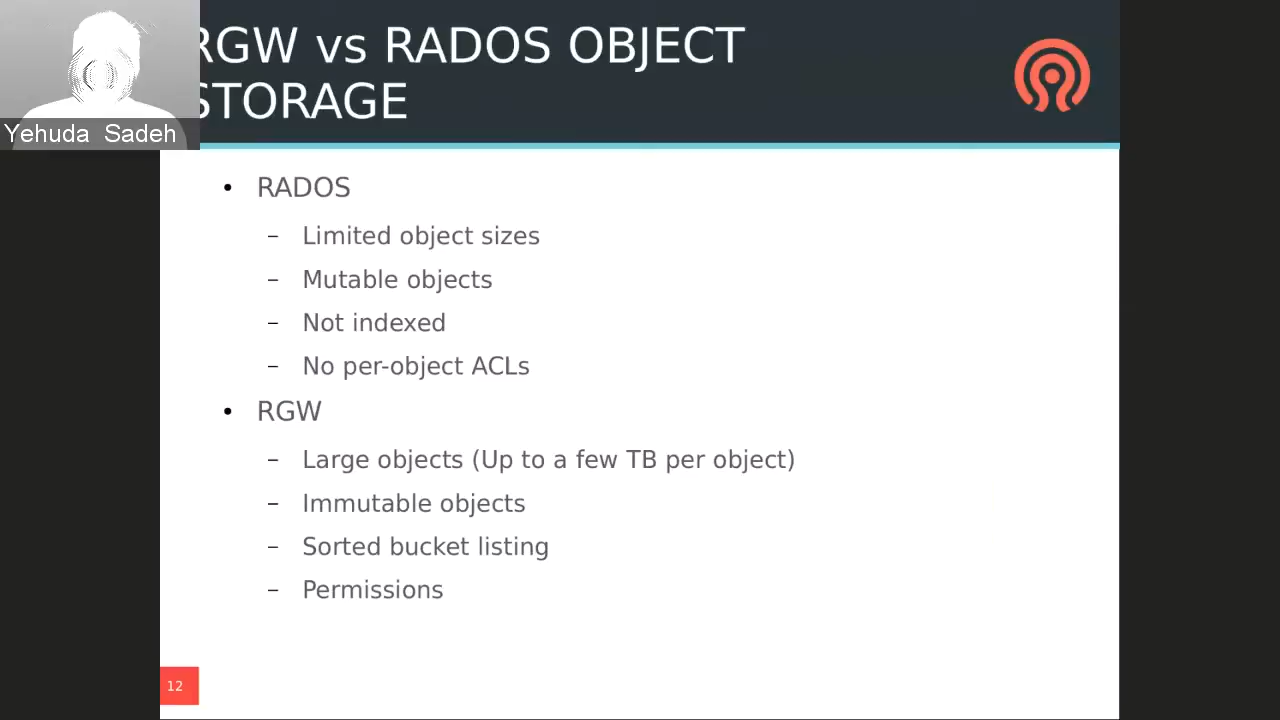 RGW vs RADOS OBJECT
STORAGE
Yehuda Sadeh
• RADOS
– Limited object sizes
– Mutable objects
– Not indexed
– No per-object ACLs
• RGW
– Large objects (Up to a few TB per object)
– Immutable objects
– Sorted bucket listing
– Permissions
12